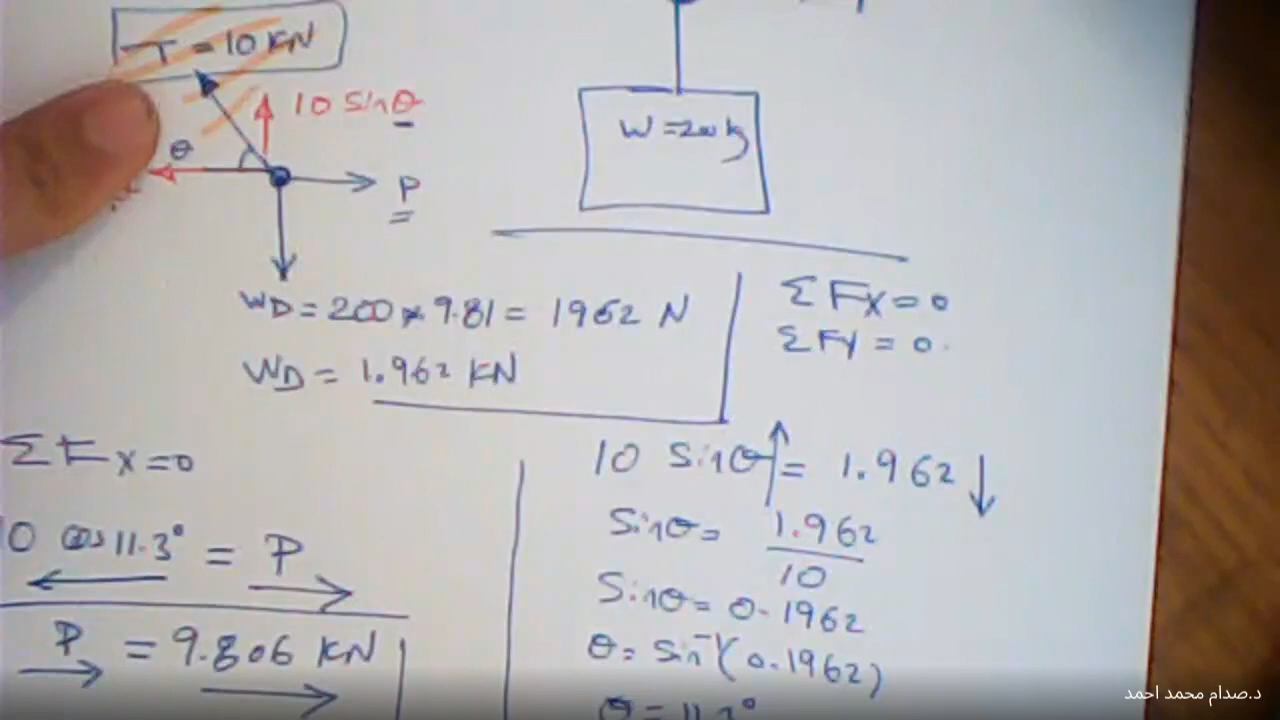 T = 10 KN
10 Sinθ
θ
P
W = 200 kg
WD = 200 * 9.81 = 1962 N
WD = 1.962 KN
ΣFx = 0
ΣFy = 0
ΣFx = 0
0 cos 11.3° = P
P = 9.806 KN
10 Sinθ = 1.962
Sinθ = 1.962
10
Sinθ = 0.1962
θ = sin⁻¹(0.1962)
θ = 11.3°
د.صدام محمد احمد